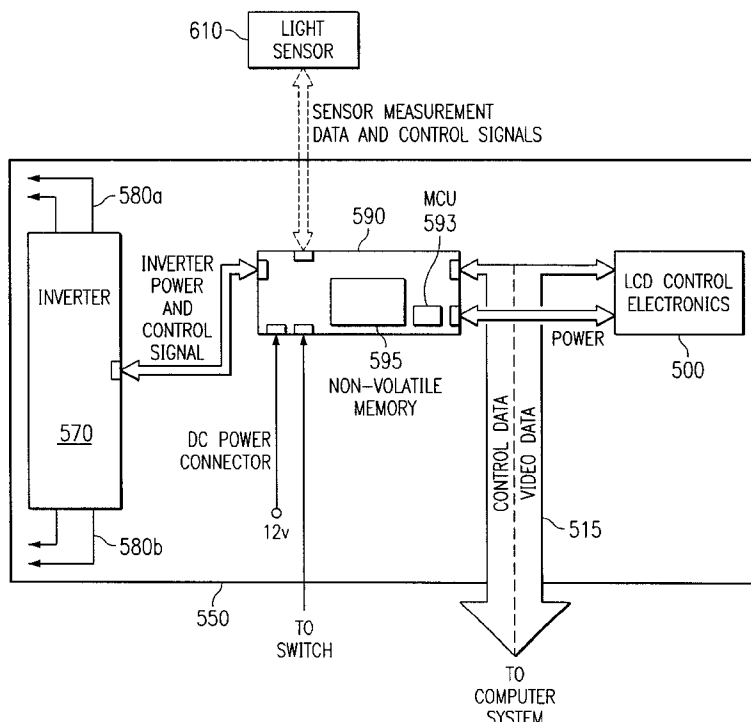 610
LIGHT
SENSOR
SENSOR MEASUREMENT
DATA AND CONTROL SIGNALS
580a
590
MCU
593
INVERTER
INVERTER
POWER
AND
CONTROL
SIGNAL
LCD CONTROL
ELECTRONICS
POWER
500
595
NON-VOLATILE
MEMORY
570
DC POWER
CONNECTOR
CONTROL DATA
VIDEO DATA
515
12v
580b
550
TO
SWITCH
TO
COMPUTER
SYSTEM